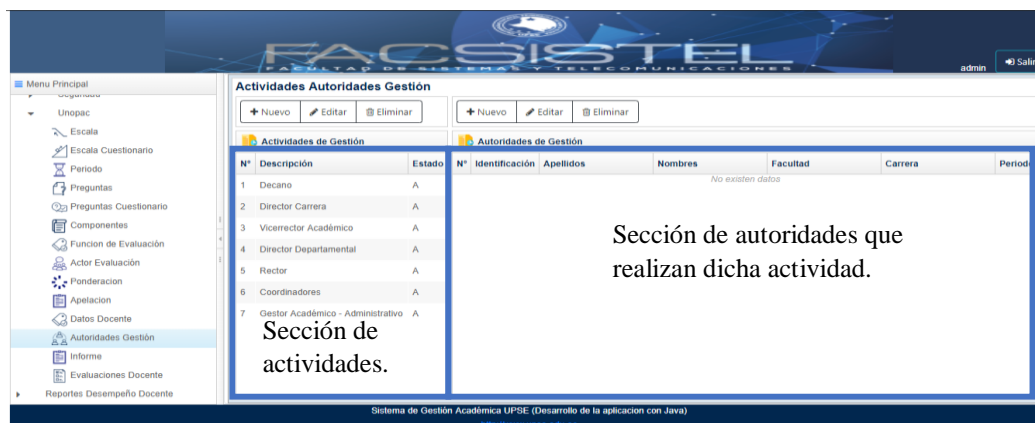 FACSISTEL
FACULTAD DE SISTEMAS Y TELECOMUNICACIONES
admin
Salir
Menu Principal
Unopac
Escala
Escala Cuestionario
Periodo
Preguntas
Preguntas Cuestionario
Componentes
Funcion de Evaluación
Actor Evaluación
Ponderacion
Apelacion
Datos Docente
Autoridades Gestión
Informe
Evaluaciones Docente
Reportes Desempeño Docente
Actividades Autoridades Gestión
Nuevo Editar Eliminar
Actividades de Gestión
N° Descripción Estado
1 Decano A
2 Director Carrera A
3 Vicerrector Académico A
4 Director Departamental A
5 Rector A
6 Coordinadores A
7 Gestor Académico - Administrativo A
Sección de
actividades.
Nuevo Editar Eliminar
Autoridades de Gestión
N° Identificación Apellidos Nombres Facultad Carrera Periodo
No existen datos
Sección de autoridades que
realizan dicha actividad.
Sistema de Gestión Académica UPSE (Desarrollo de la aplicacion con Java)